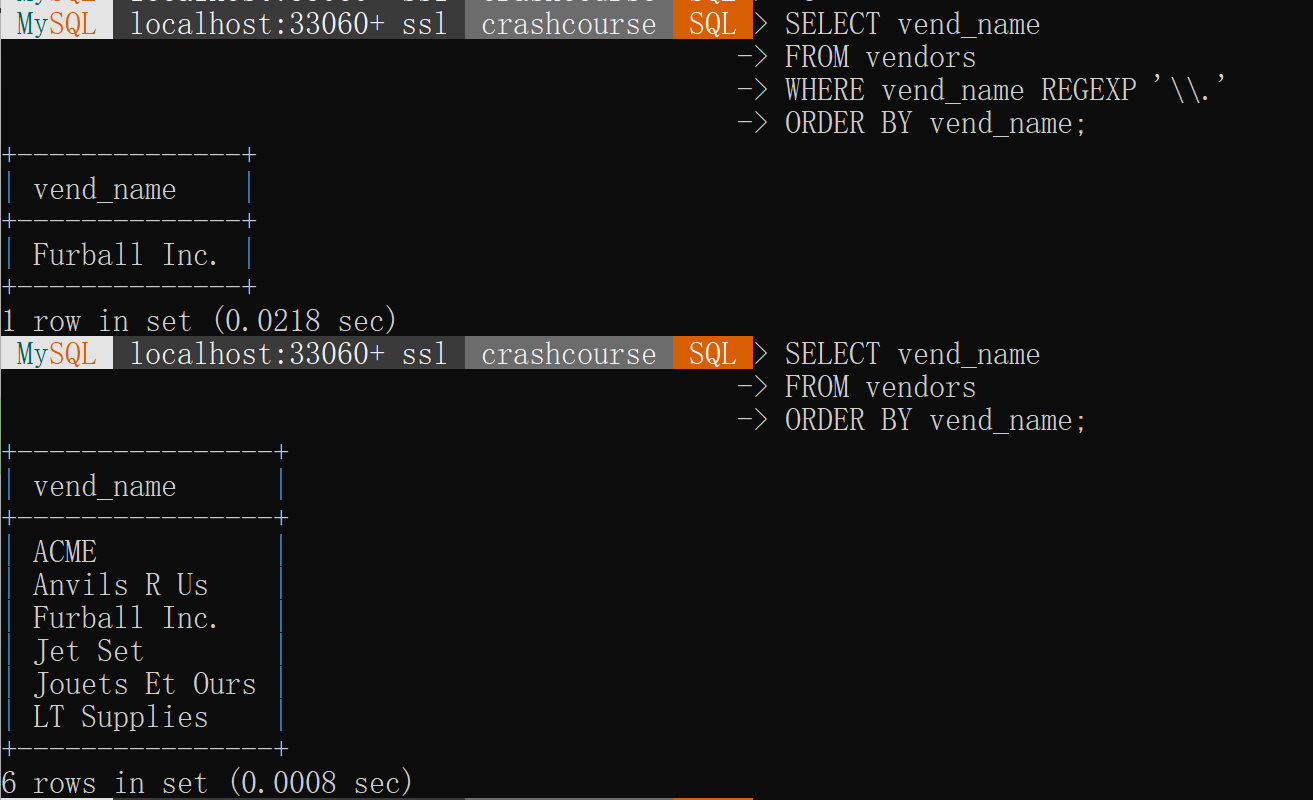 MySQL localhost:33060+ ssl crashcourse SQL > SELECT vend_name
-> FROM vendors
-> WHERE vend_name REGEXP '\\.'
-> ORDER BY vend_name;
+--------------+
| vend_name    |
+--------------+
| Furball Inc. |
+--------------+
1 row in set (0.0218 sec)
MySQL localhost:33060+ ssl crashcourse SQL > SELECT vend_name
-> FROM vendors
-> ORDER BY vend_name;
+----------------+
| vend_name      |
+----------------+
| ACME           |
| Anvils R Us    |
| Furball Inc.   |
| Jet Set        |
| Jouets Et Ours |
| LT Supplies    |
+----------------+
6 rows in set (0.0008 sec)